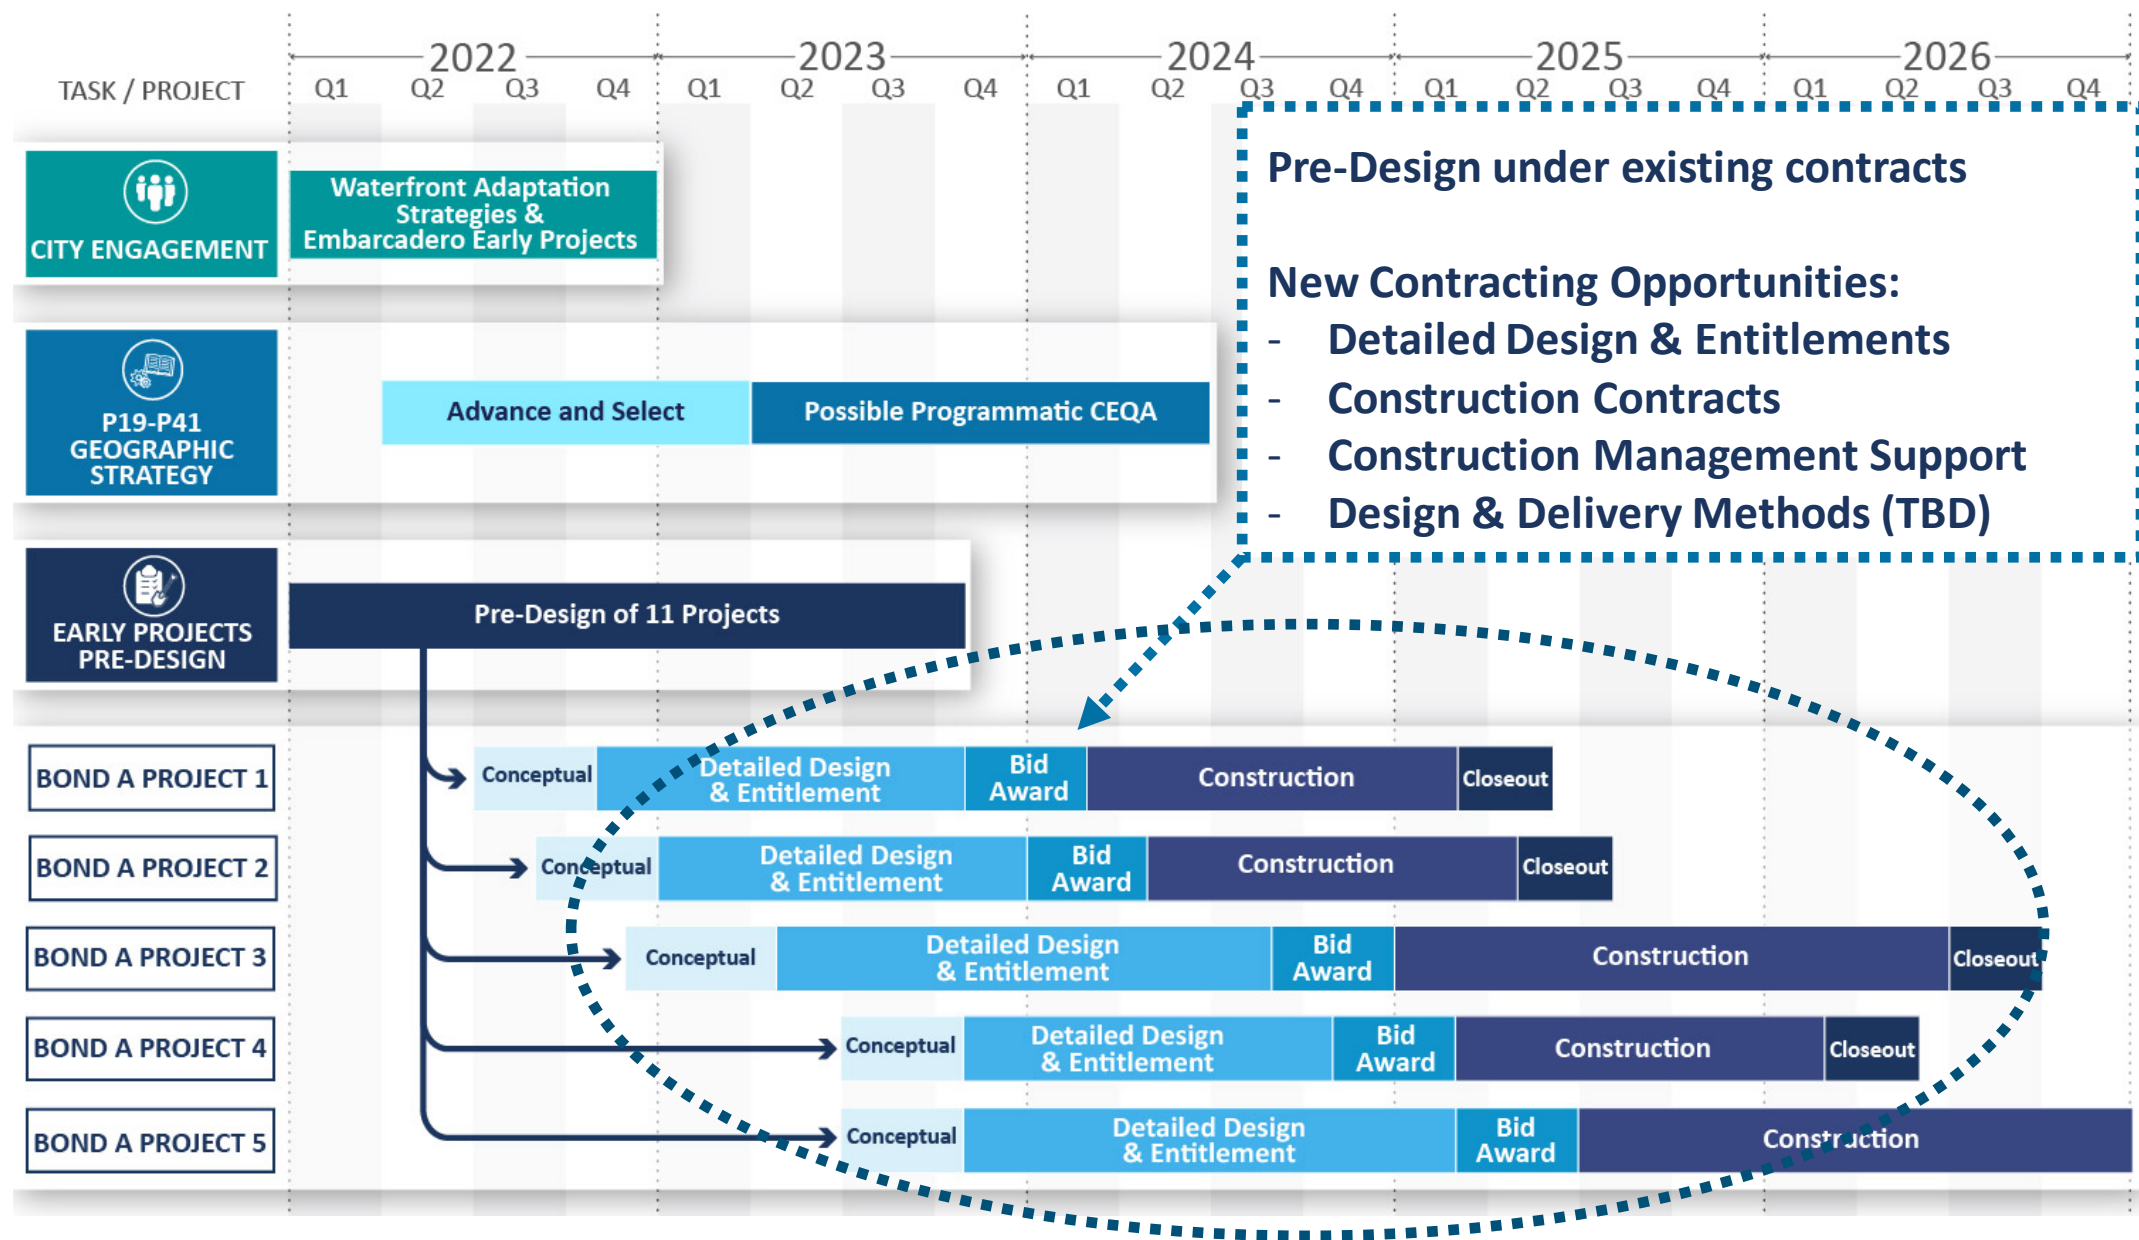 2022 2023 2024 2025 2026
TASK / PROJECT Q1 Q2 Q3 Q4 Q1 Q2 Q3 Q4 Q1 Q2 Q3 Q4 Q1 Q2 Q3 Q4 Q1 Q2 Q3 Q4
CITY ENGAGEMENT
Waterfront Adaptation
Strategies &
Embarcadero Early Projects
Pre-Design under existing contracts
New Contracting Opportunities:
- Detailed Design & Entitlements
- Construction Contracts
- Construction Management Support
- Design & Delivery Methods (TBD)
P19-P41
GEOGRAPHIC
STRATEGY
Advance and Select
Possible Programmatic CEQA
EARLY PROJECTS
PRE-DESIGN
Pre-Design of 11 Projects
BOND A PROJECT 1
Conceptual
Detailed Design
& Entitlement
Bid
Award
Construction
Closeout
BOND A PROJECT 2
Conceptual
Detailed Design
& Entitlement
Bid
Award
Construction
Closeout
BOND A PROJECT 3
Conceptual
Detailed Design
& Entitlement
Bid
Award
Construction
Closeout
BOND A PROJECT 4
Conceptual
Detailed Design
& Entitlement
Bid
Award
Construction
Closeout
BOND A PROJECT 5
Conceptual
Detailed Design
& Entitlement
Bid
Award
Construction